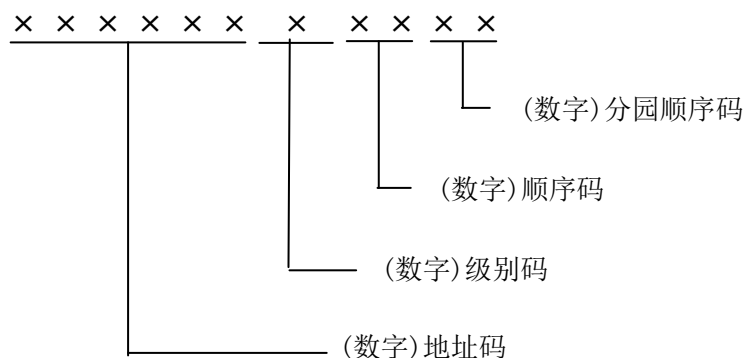 × × × × × × × × × × ×
(数字)分园顺序码
(数字)顺序码
(数字)级别码
(数字)地址码